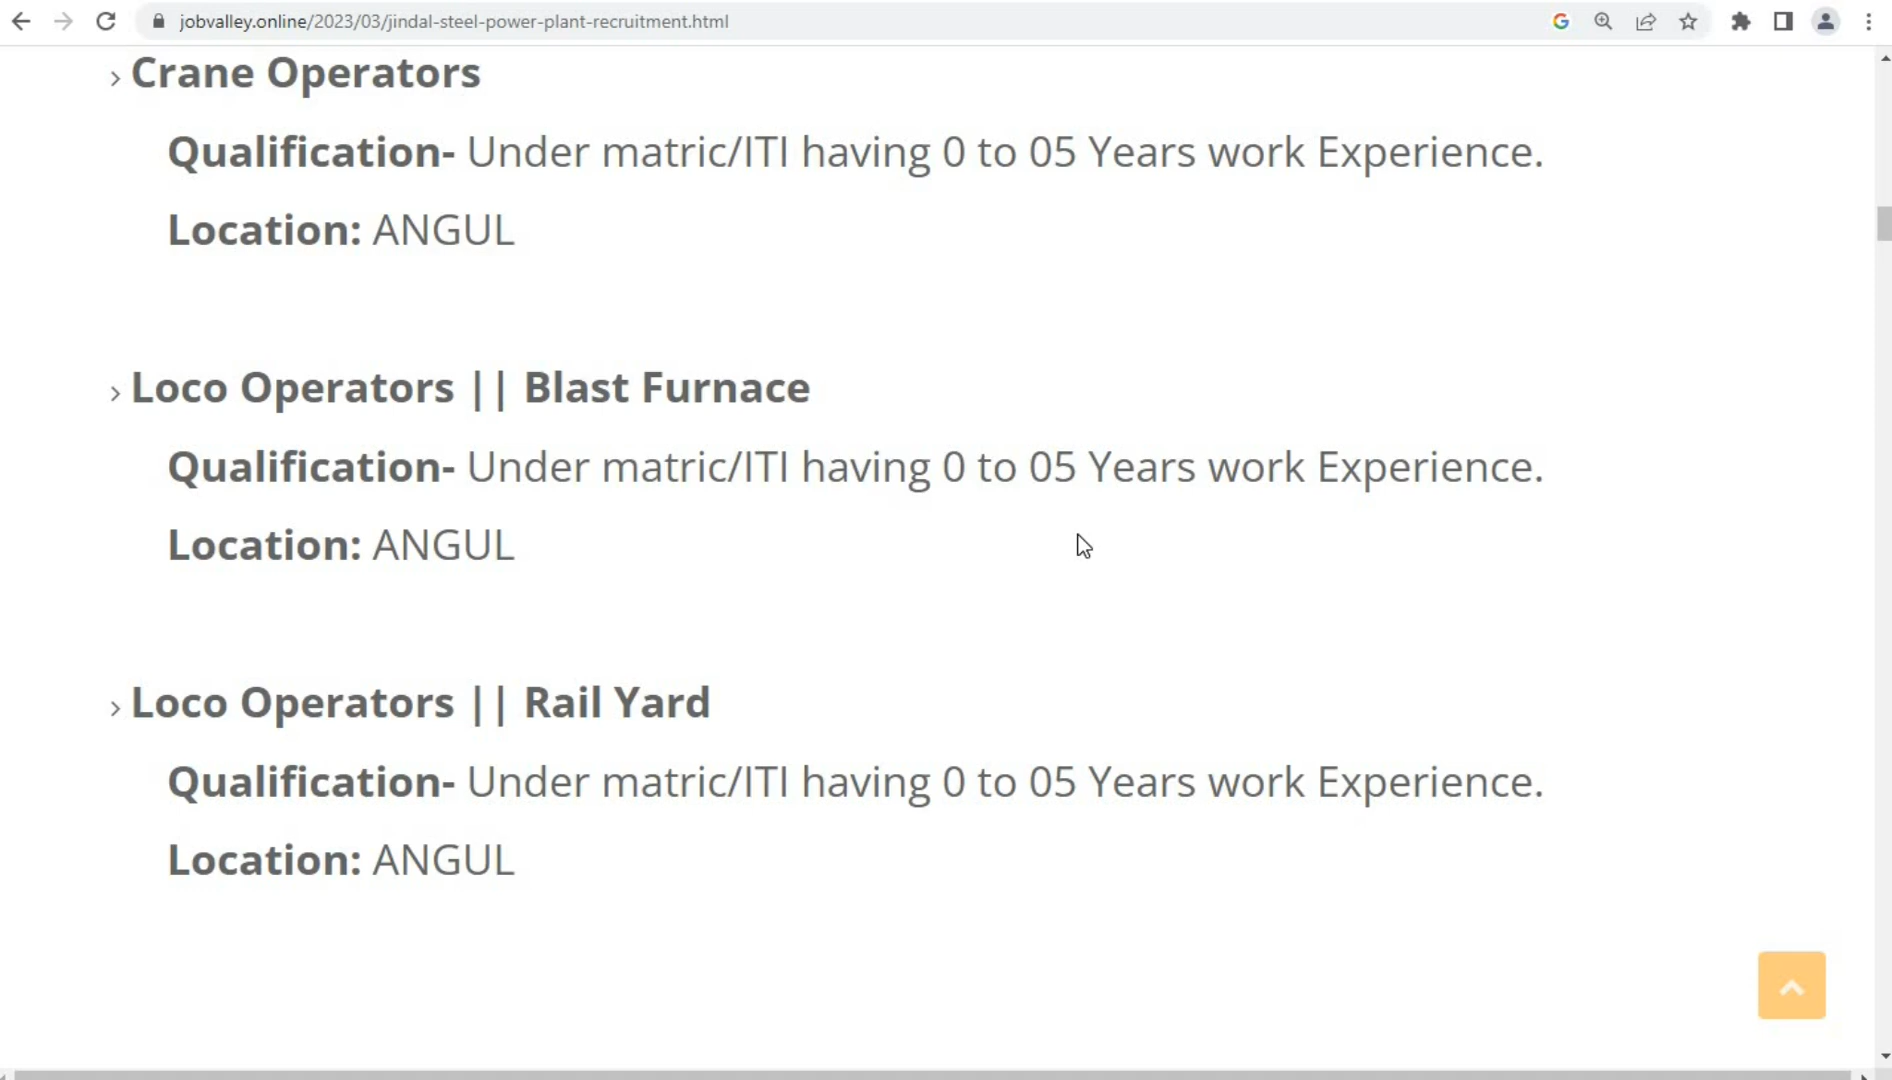 jobvalley.online/2023/03/jindal-steel-power-plant-recruitment.html
› Crane Operators
Qualification- Under matric/ITI having 0 to 05 Years work Experience.
Location: ANGUL
› Loco Operators || Blast Furnace
Qualification- Under matric/ITI having 0 to 05 Years work Experience.
Location: ANGUL
› Loco Operators || Rail Yard
Qualification- Under matric/ITI having 0 to 05 Years work Experience.
Location: ANGUL